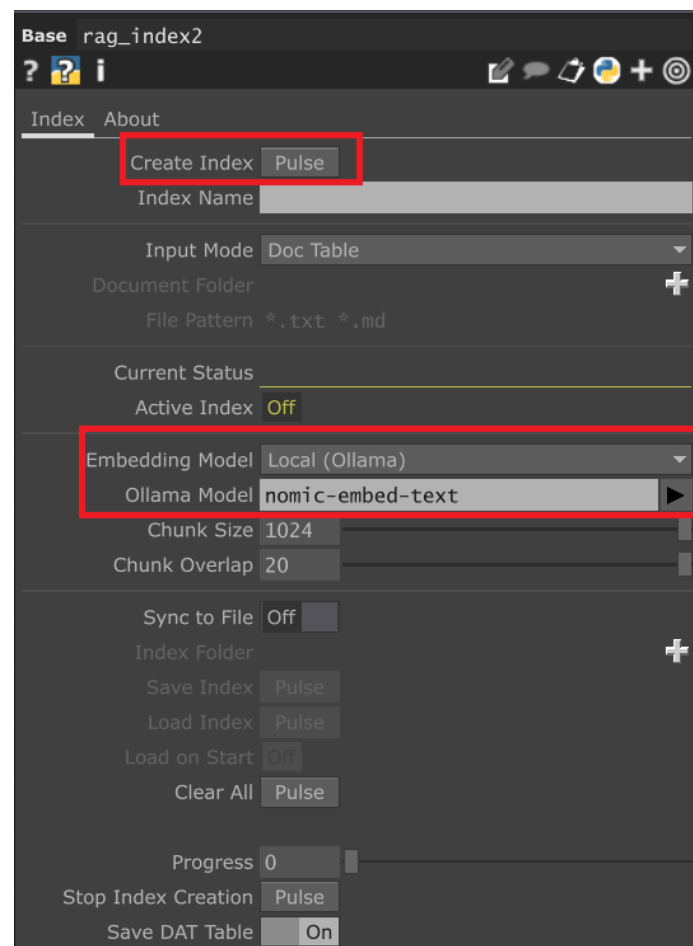 Base rag_index2
? ? i
Index About
Create Index Pulse
Index Name
Input Mode Doc Table
Document Folder
File Pattern *.txt *.md
Current Status
Active Index Off
Embedding Model Local (Ollama)
Ollama Model nomic-embed-text
Chunk Size 1024
Chunk Overlap 20
Sync to File Off
Index Folder
Save Index Pulse
Load Index Pulse
Load on Start Off
Clear All Pulse
Progress 0
Stop Index Creation Pulse
Save DAT Table On